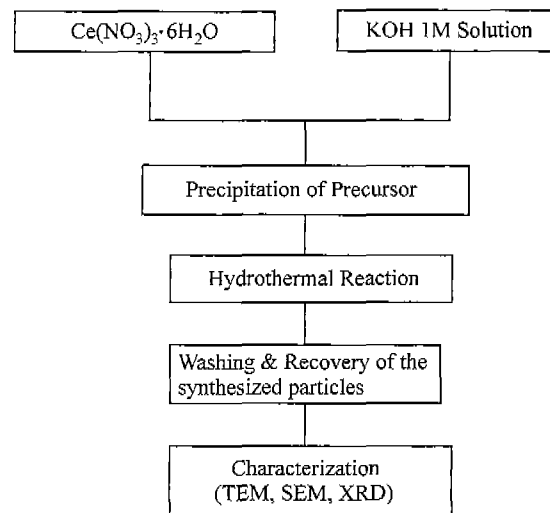 Ce(NO₃)₃·6H₂O
KOH 1M Solution
Precipitation of Precursor
Hydrothermal Reaction
Washing & Recovery of the
synthesized particles
Characterization
(TEM, SEM, XRD)